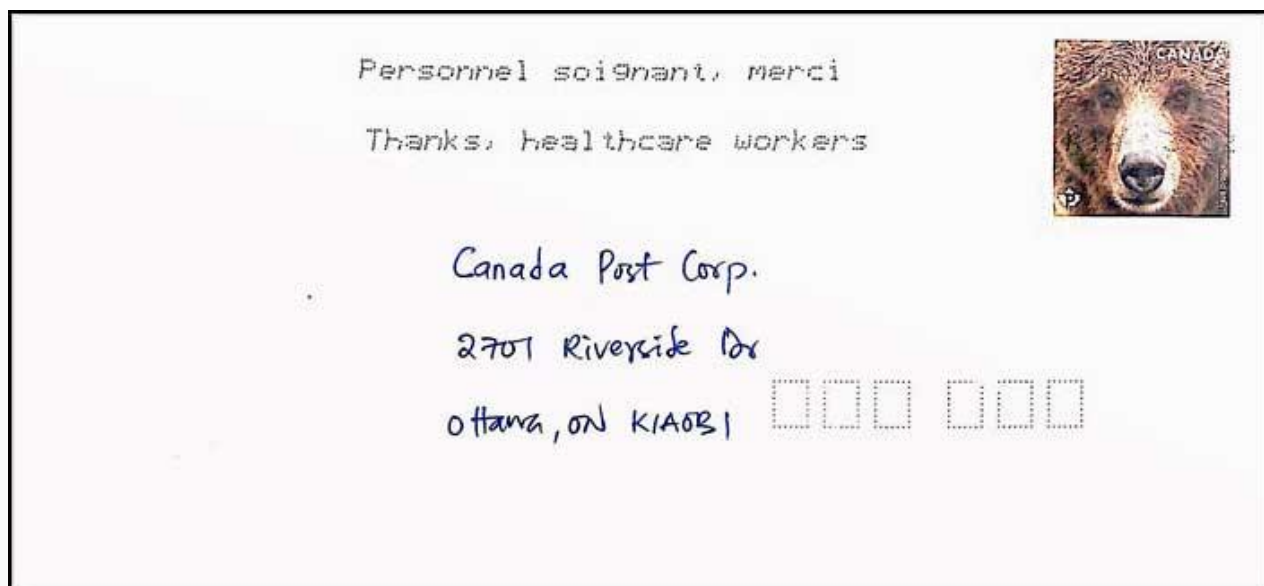 Personnel soignant, merci
Thanks, healthcare workers
CANADA
P
Canada Post Corp.
2701 Riverside Dr
Ottawa, ON K1A0B1